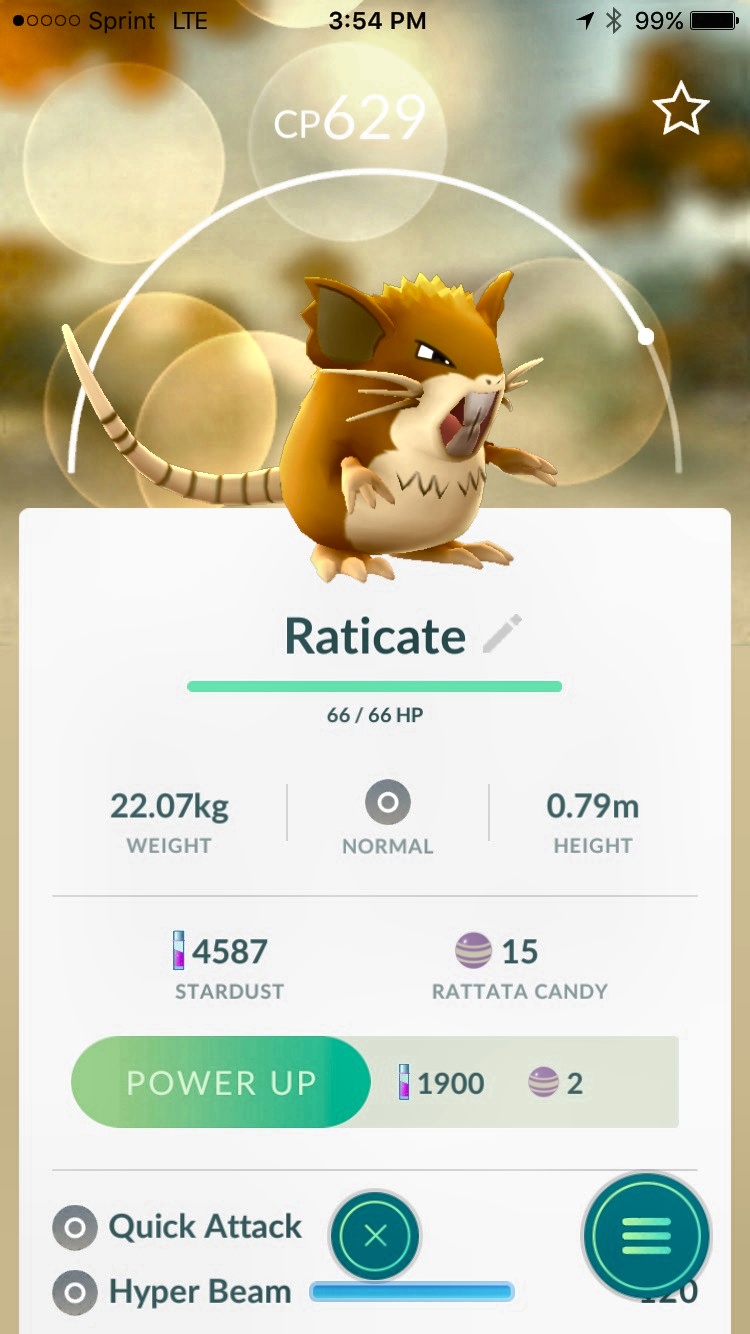 Sprint LTE 3:54 PM 99%
CP629
Raticate
66 / 66 HP
22.07kg NORMAL 0.79m
WEIGHT HEIGHT
4587 15
STARDUST RATTATA CANDY
POWER UP 1900 2
Quick Attack
Hyper Beam 120